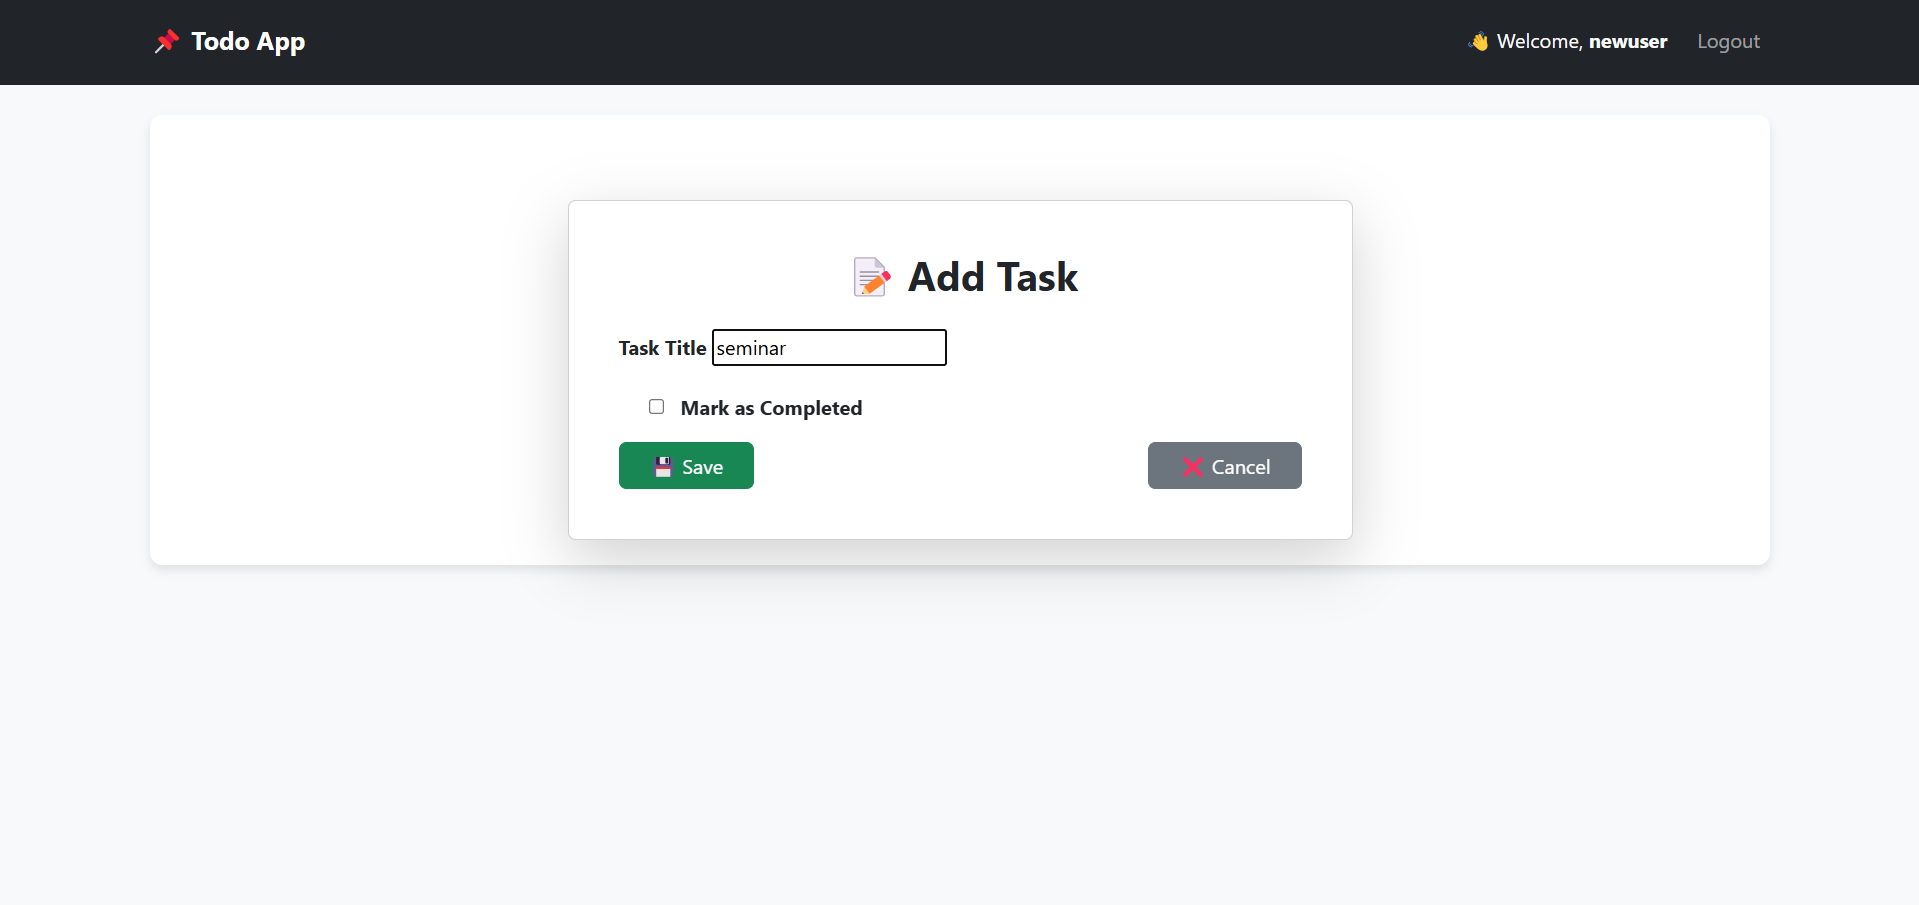 Todo App
Welcome, newuser Logout
Add Task
Task Title seminar
Mark as Completed
Save Cancel